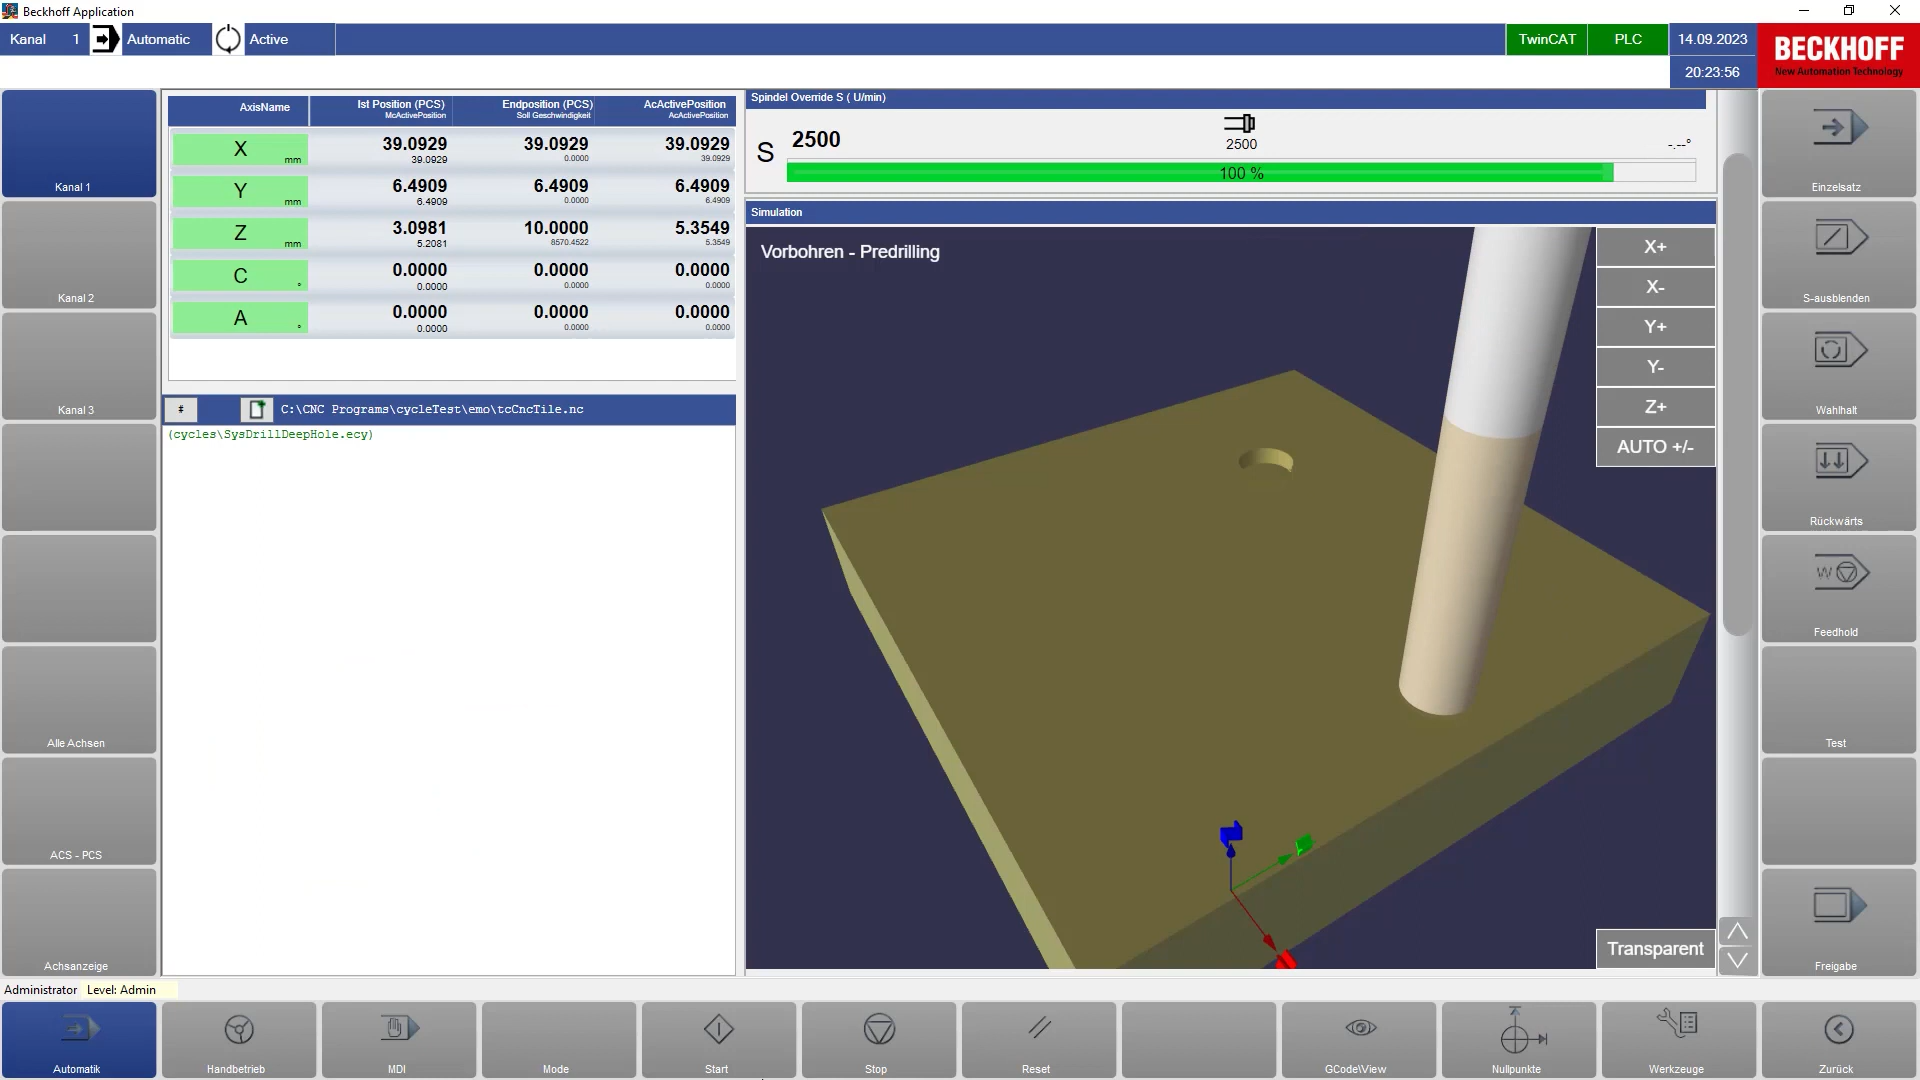 Beckhoff Application
Kanal 1 Automatic Active TwinCAT PLC 14.09.2023
20:23:56
BECKHOFF
New Automation Technology
Kanal 1
Kanal 2
Kanal 3
Alle Achsen
ACS - PCS
Achsanzeige
AxisName Ist Position (PCS) Endposition (PCS) AcActivePosition
McActivePosition Soll Geschwindigkeit AcActivePosition
X mm 39.0929 39.0929 39.0929
39.0929 0.0000 39.0929
Y mm 6.4909 6.4909 6.4909
6.4909 0.0000 6.4909
Z mm 3.0981 10.0000 5.3549
5.2081 8570.4522 5.3549
C ° 0.0000 0.0000 0.0000
0.0000 0.0000 0.0000
A ° 0.0000 0.0000 0.0000
0.0000 0.0000 0.0000
# C:\CNC Programs\cycleTest\emo\tcCncTile.nc
(cycles\SysDrillDeepHole.ecy)
Spindel Override S ( U/min)
S 2500
2500
-.--°
100 %
Simulation
Vorbohren - Predrilling
X+
X-
Y+
Y-
Z+
AUTO +/-
Transparent
Einzelsatz
S-ausblenden
Wahlhalt
Rückwärts
W
Feedhold
Test
Freigabe
Administrator Level: Admin
Automatik
Handbetrieb
MDI
Mode
Start
Stop
Reset
GCode\View
Nullpunkte
Werkzeuge
Zurück